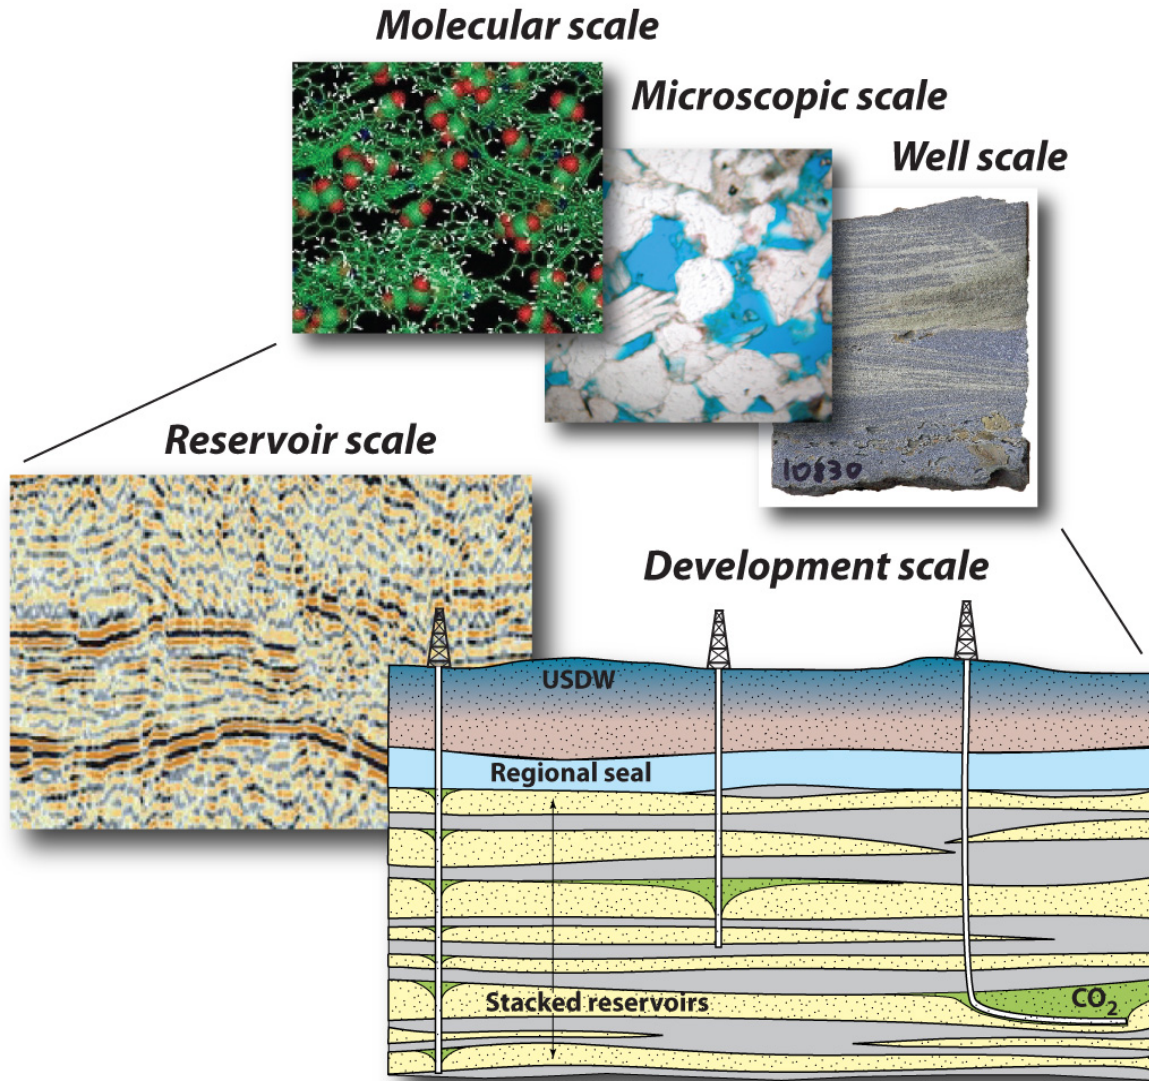 Molecular scale
Microscopic scale
Well scale
10830
Reservoir scale
Development scale
USDW
Regional seal
Stacked reservoirs
CO₂